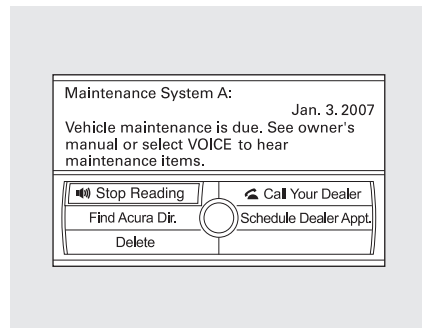 Maintenance System A:
Jan. 3. 2007
Vehicle maintenance is due. See owner's
manual or select VOICE to hear
maintenance items.
Stop Reading
Call Your Dealer
Find Acura Dir.
Schedule Dealer Appt.
Delete